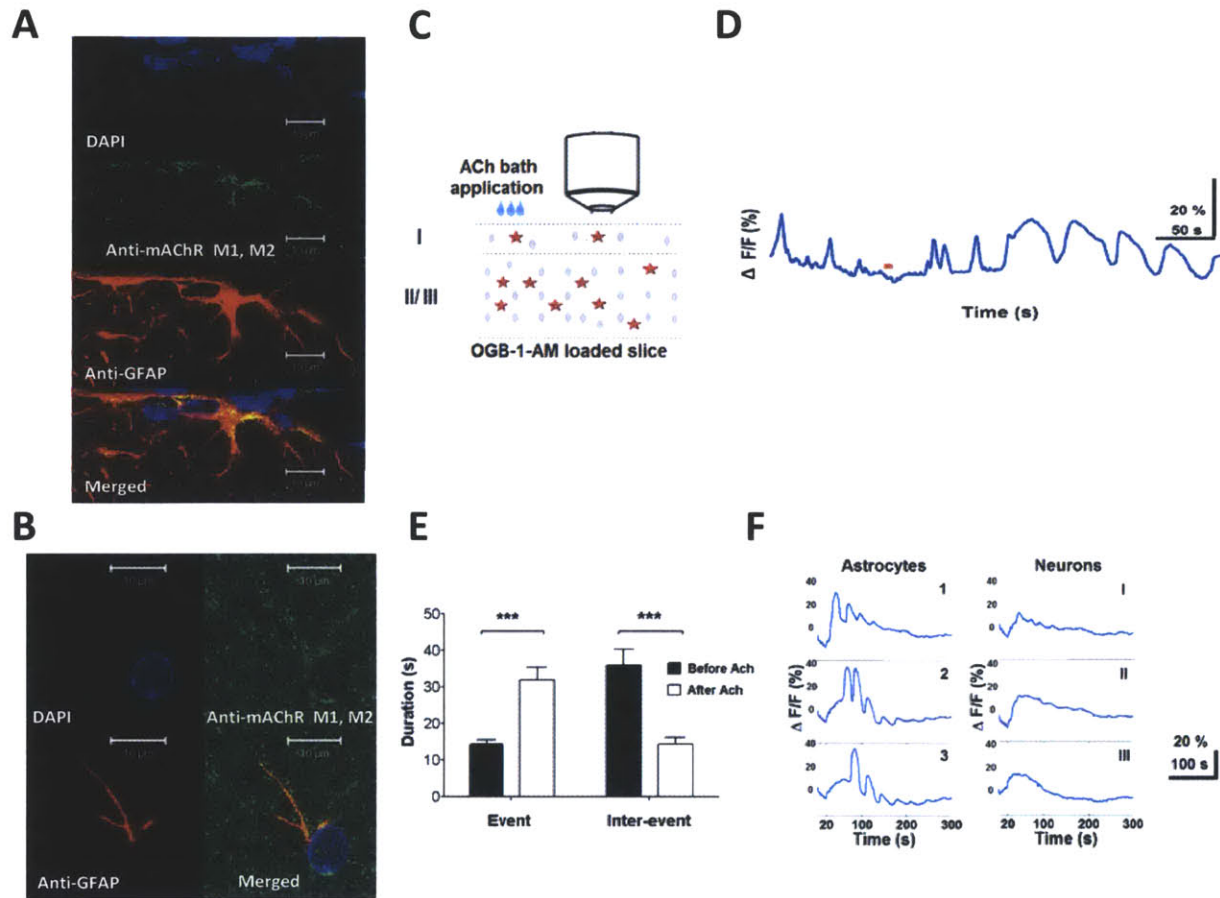 A
DAPI
Anti-mAChR M1, M2
Anti-GFAP
Merged
B
DAPI
Anti-mAChR M1, M2
Anti-GFAP
Merged
C
ACh bath
application
I
II/ III
OGB-1-AM loaded slice
D
Δ F/F (%)
20 %
50 s
Time (s)
E
Duration (s)
50
40
30
20
10
0
***
***
Before Ach
After Ach
Event
Inter-event
F
Astrocytes
Neurons
40
20
0
1
40
20
0
I
40
20
0
2
40
20
0
II
Δ F/F (%)
Δ F/F (%)
40
20
0
3
40
20
0
III
20 %
100 s
20 100 200 300
Time (s)
20 100 200 300
Time (s)